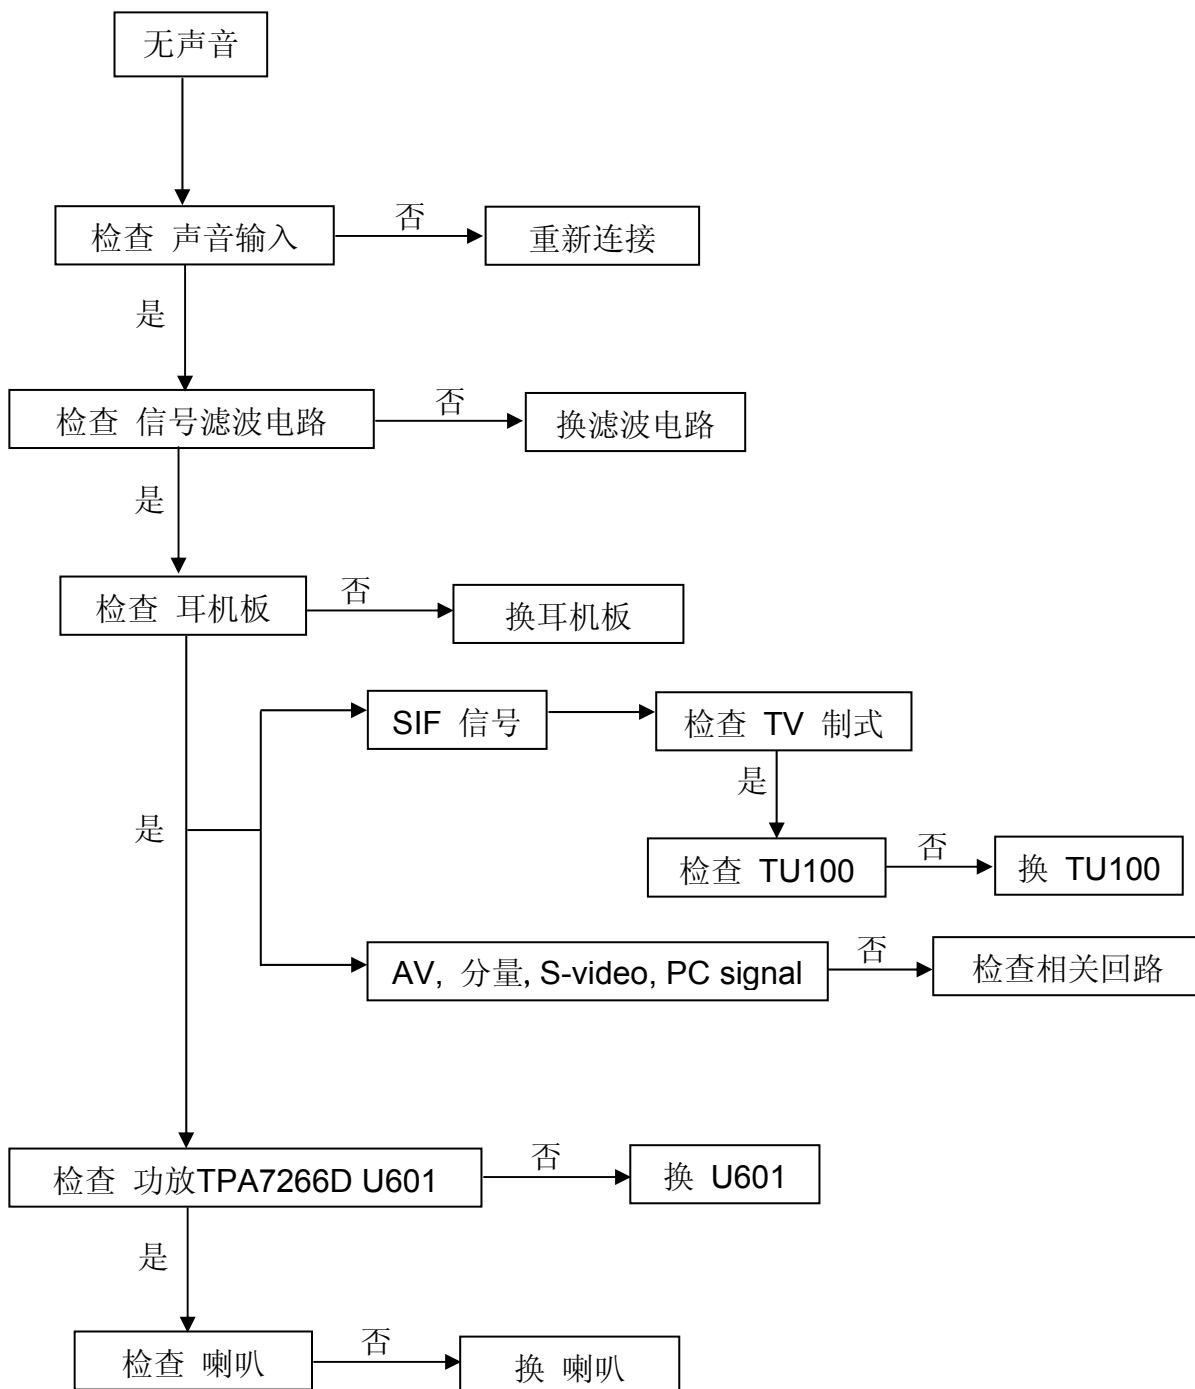 无声音
检查 声音输入
否
重新连接
是
检查 信号滤波电路
否
换滤波电路
是
检查 耳机板
否
换耳机板
SIF 信号
检查 TV 制式
是
是
检查 TU100
否
换 TU100
AV, 分量, S-video, PC signal
否
检查相关回路
检查 功放TPA7266D U601
否
换 U601
是
检查 喇叭
否
换 喇叭